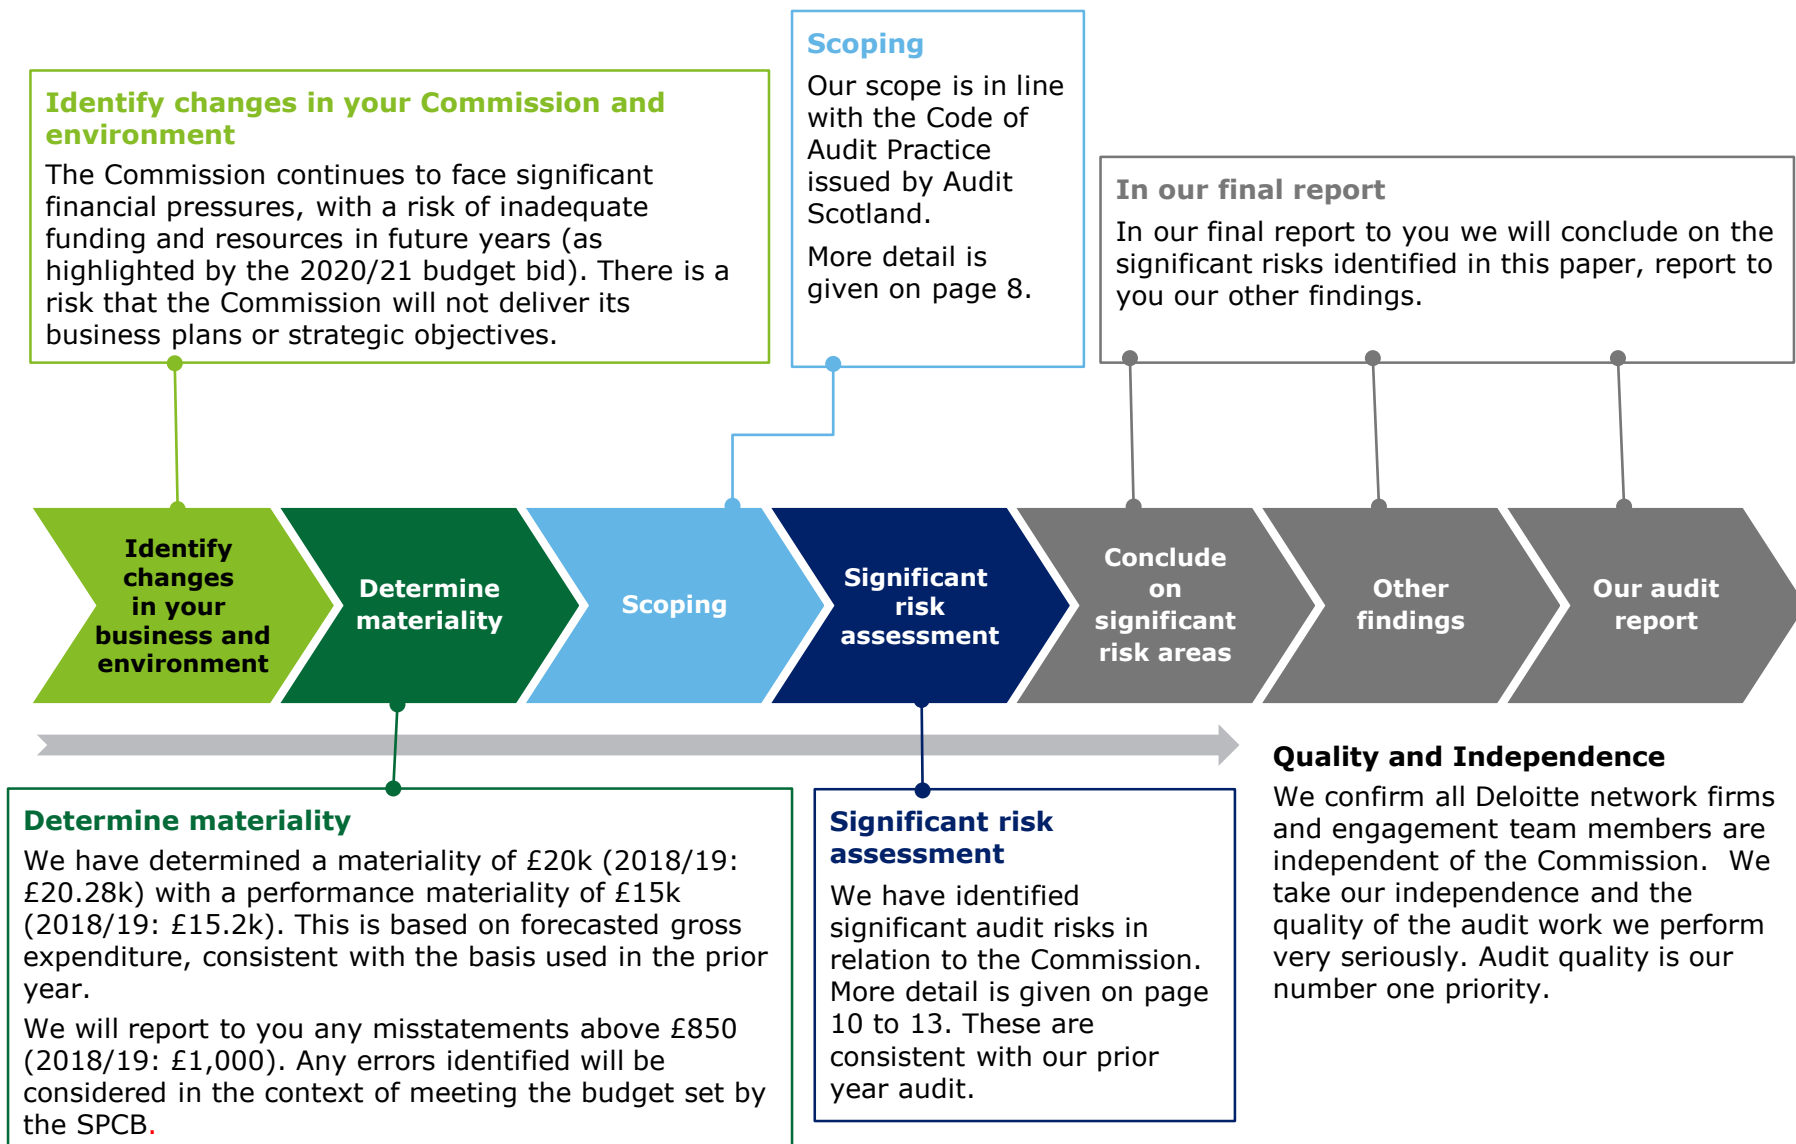 Identify changes in your Commission and
environment
The Commission continues to face significant
financial pressures, with a risk of inadequate
funding and resources in future years (as
highlighted by the 2020/21 budget bid). There is a
risk that the Commission will not deliver its
business plans or strategic objectives.
Scoping
Our scope is in line
with the Code of
Audit Practice
issued by Audit
Scotland.
More detail is
given on page 8.
In our final report
In our final report to you we will conclude on the
significant risks identified in this paper, report to
you our other findings.
Identify
changes
in your
business and
environment
Determine
materiality
Scoping
Significant
risk
assessment
Conclude
on
significant
risk areas
Other
findings
Our audit
report
Determine materiality
We have determined a materiality of £20k (2018/19:
£20.28k) with a performance materiality of £15k
(2018/19: £15.2k). This is based on forecasted gross
expenditure, consistent with the basis used in the prior
year.
We will report to you any misstatements above £850
(2018/19: £1,000). Any errors identified will be
considered in the context of meeting the budget set by
the SPCB.
Significant risk
assessment
We have identified
significant audit risks in
relation to the Commission.
More detail is given on page
10 to 13. These are
consistent with our prior
year audit.
Quality and Independence
We confirm all Deloitte network firms
and engagement team members are
independent of the Commission.  We
take our independence and the
quality of the audit work we perform
very seriously. Audit quality is our
number one priority.